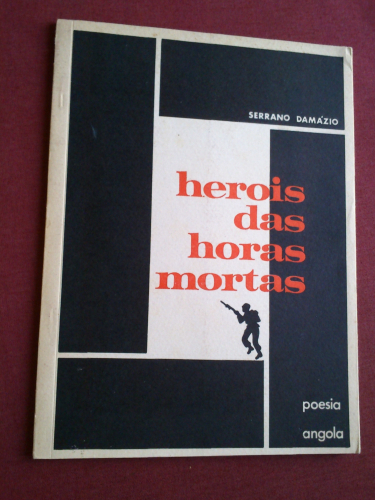 SERRANO DAMÁZIO
herois
das
horas
mortas
poesia
angola